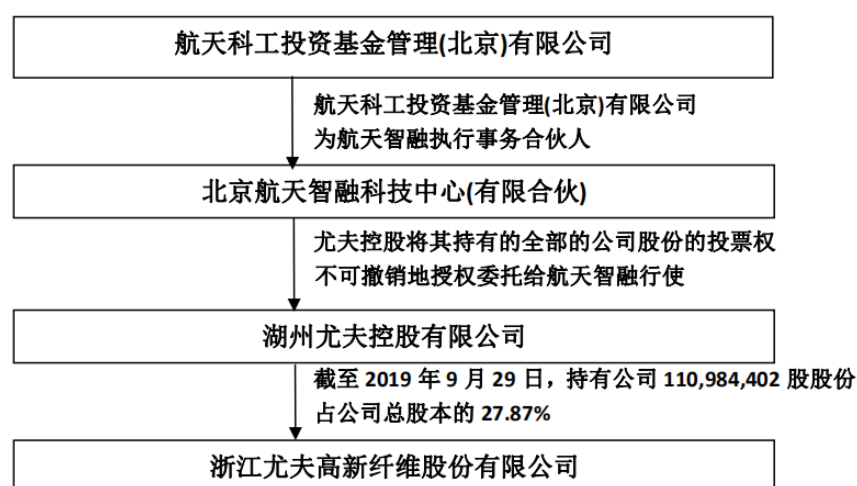 航天科工投资基金管理(北京)有限公司
航天科工投资基金管理(北京)有限公司
为航天智融执行事务合伙人
北京航天智融科技中心(有限合伙)
尤夫控股将其持有的全部的公司股份的投票权
不可撤销地授权委托给航天智融行使
湖州尤夫控股有限公司
截至 2019 年 9 月 29 日，持有公司 110,984,402 股股份
占公司总股本的 27.87%
浙江尤夫高新纤维股份有限公司